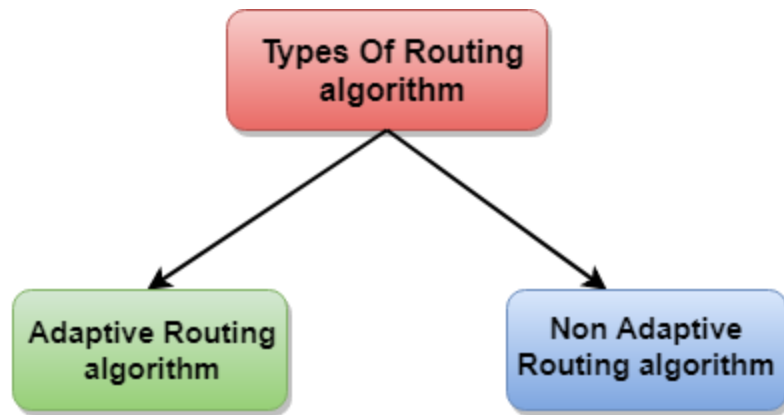 Types Of Routing
algorithm
Adaptive Routing
algorithm
Non Adaptive
Routing algorithm